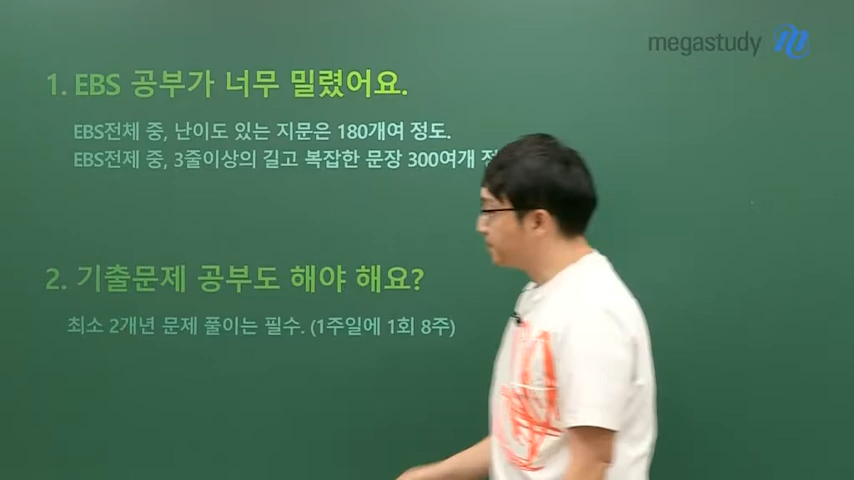 megastudy
1. EBS 공부가 너무 밀렸어요.
EBS전체 중, 난이도 있는 지문은 180개여 정도.
EBS전제 중, 3줄이상의 길고 복잡한 문장 300여개
2. 기출문제 공부도 해야 해요?
최소 2개년 문제 풀이는 필수. (1주일에 1회 8주)